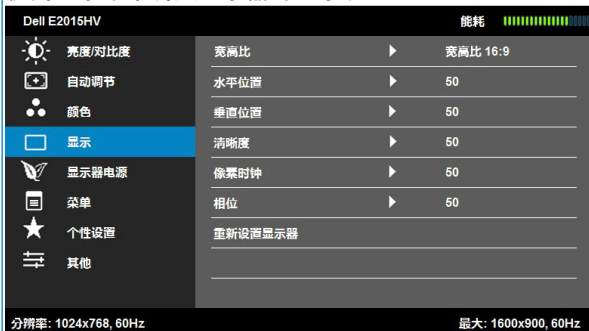 Dell E2015HV 能耗
亮度/对比度 宽高比 宽高比 16:9
自动调节 水平位置 50
颜色 垂直位置 50
显示 清晰度 50
显示器电源 像素时钟 50
菜单 相位 50
个性设置 重新设置显示器
其他
分辨率: 1024x768, 60Hz 最大: 1600x900, 60Hz